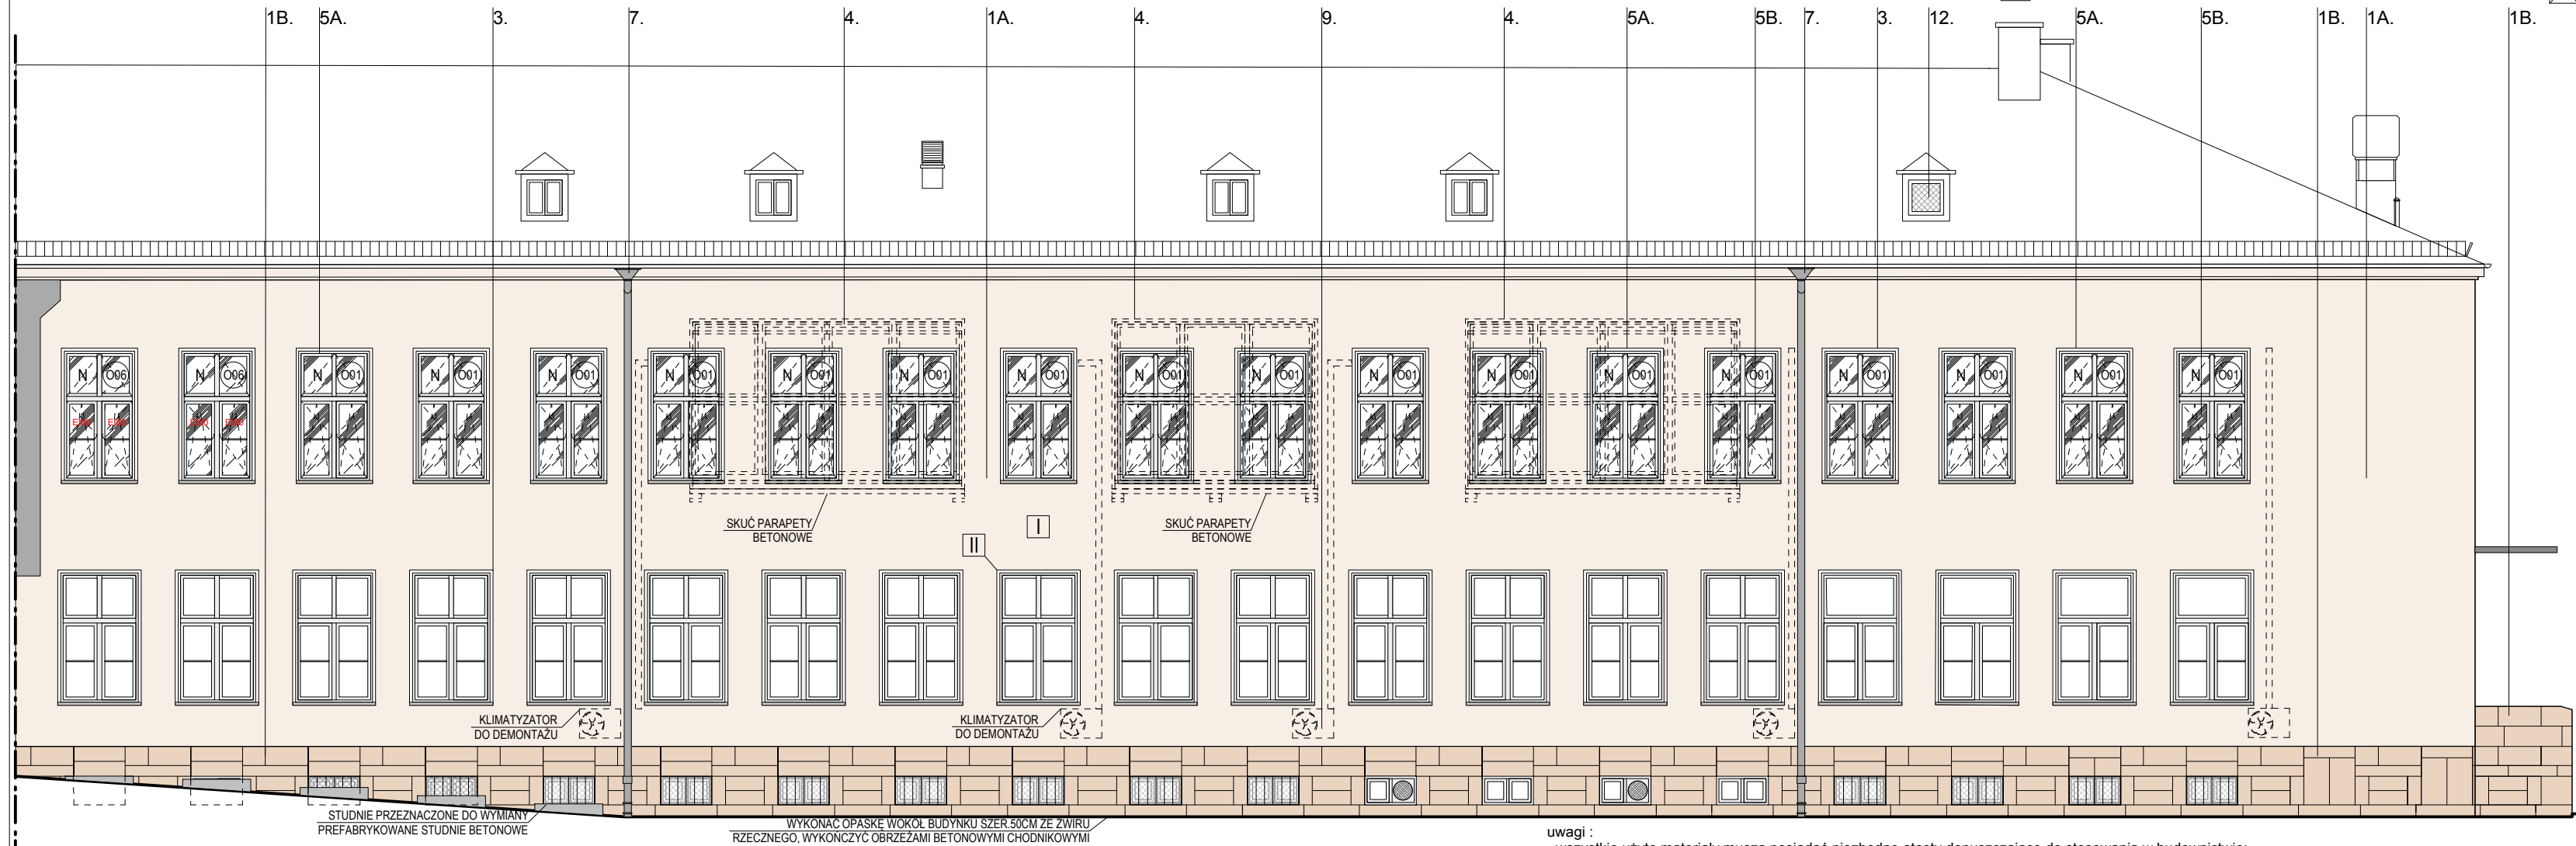 1B. 5A. 3. 7. 4. 1A. 4. 9. 4. 5A. 5B. 7. 3. 12. 5A. 5B. 1B. 1A. 1B.
N O06 N O06 N O01 N O01 N O01 N O01 N O01 N O01 N O01 N O01 N O01 N O01 N O01 N O01 N O01 N O01 N O01 N O01 N O01
SKUĆ PARAPETY
BETONOWE
SKUĆ PARAPETY
BETONOWE
I
II
KLIMATYZATOR
DO DEMONTAŻU
KLIMATYZATOR
DO DEMONTAŻU
STUDNIE PRZEZNACZONE DO WYMIANY
PREFABRYKOWANE STUDNIE BETONOWE
WYKONAĆ OPASKĘ WOKÓŁ BUDYNKU SZER.50CM ZE ŻWIRU
RZECZNEGO, WYKOŃCZYĆ OBRZEŻAMI BETONOWYMI CHODNIKOWYMI
uwagi :